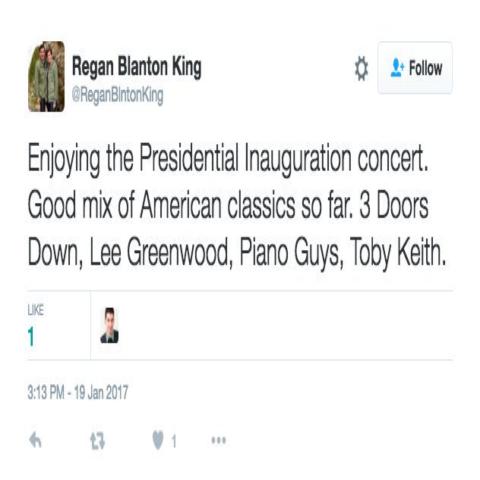 Regan Blanton King
@ReganBlntonKing
Follow
Enjoying the Presidential Inauguration concert.
Good mix of American classics so far. 3 Doors
Down, Lee Greenwood, Piano Guys, Toby Keith.
LIKE
1
3:13 PM - 19 Jan 2017
1